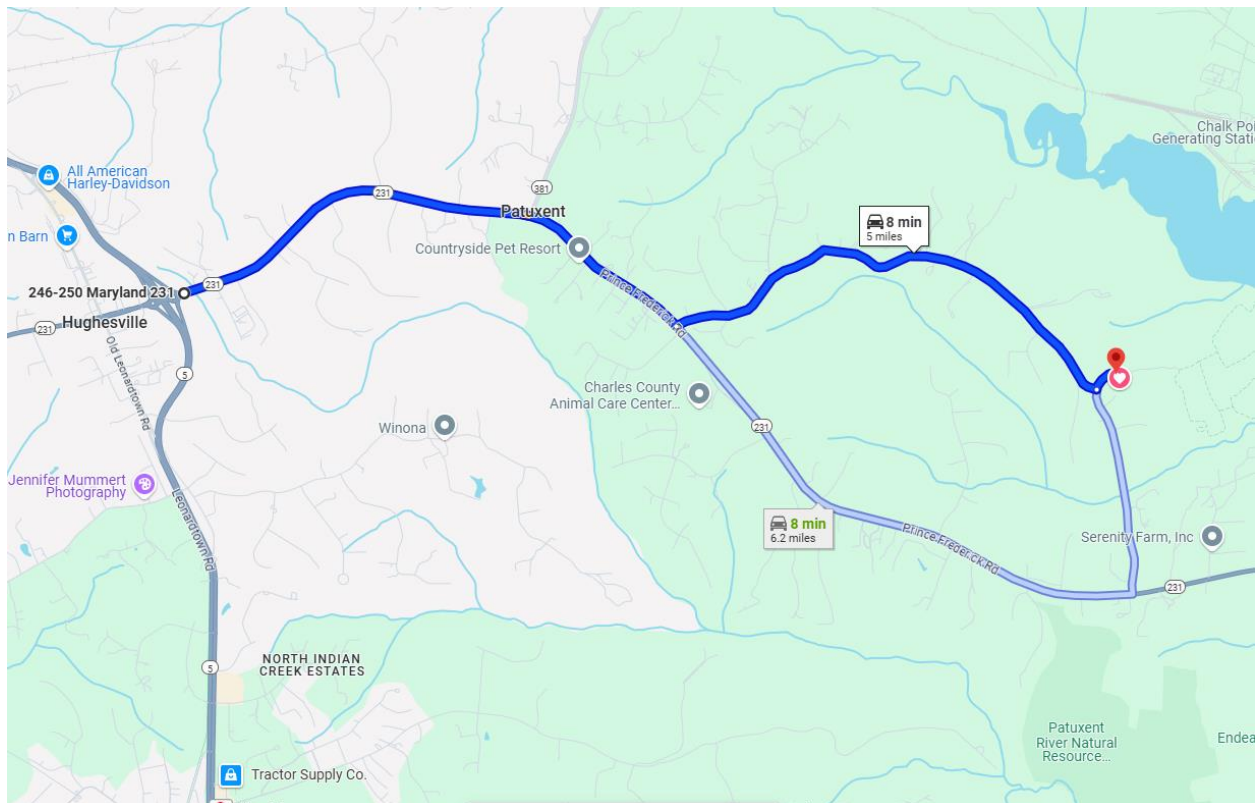 Chalk Poi
Generating Stati
All American
Harley-Davidson
n Barn
231
381
Patuxent
Countryside Pet Resort
8 min
5 miles
246-250 Maryland 231
231
231
Hughesville
Old Leonardtown Rd
5
Prince Frederick Rd
Charles County
Animal Care Center...
Winona
231
Jennifer Mummert
Photography
Leonardtown Rd
8 min
6.2 miles
Prince Frederick Rd
Serenity Farm, Inc
231
NORTH INDIAN
CREEK ESTATES
5
Patuxent
River Natural
Resource...
Endea
Tractor Supply Co.